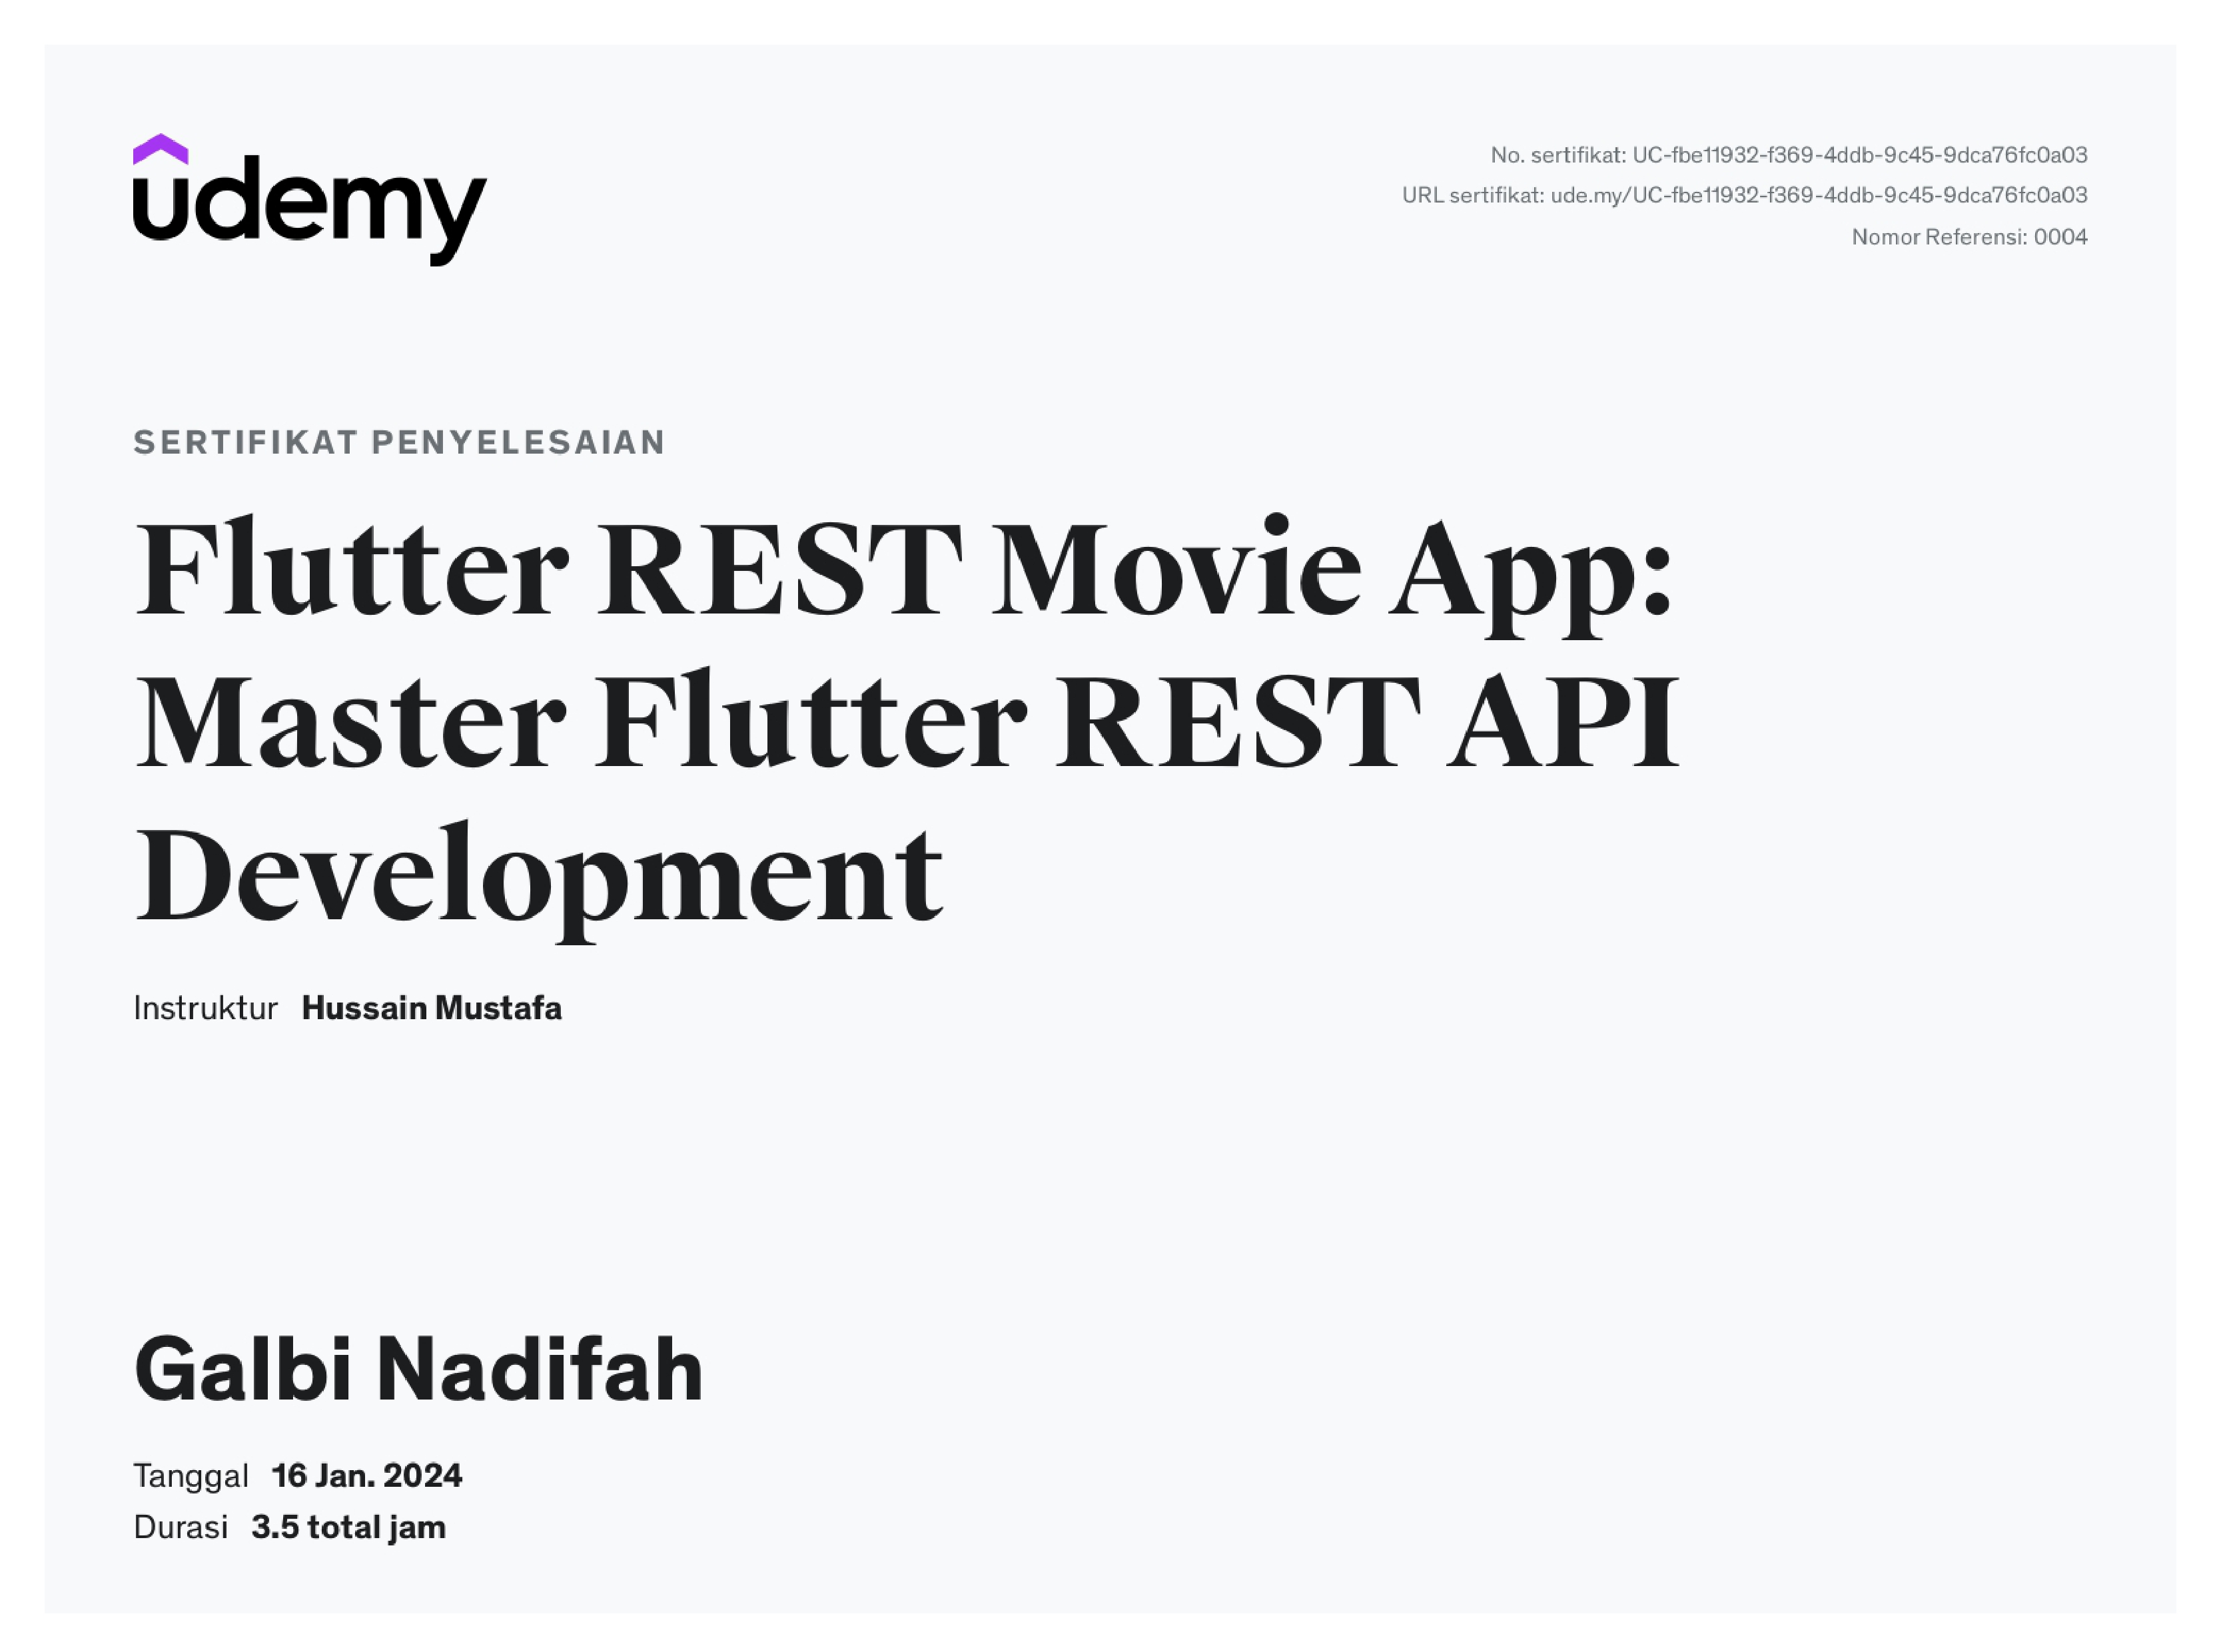 udemy
No. sertifikat: UC-fbe11932-f369-4ddb-9c45-9dca76fc0a03
URL sertifikat: ude.my/UC-fbe11932-f369-4ddb-9c45-9dca76fc0a03
Nomor Referensi: 0004
SERTIFIKAT PENYELESAIAN
Flutter REST Movie App:
Master Flutter REST API
Development
Instruktur Hussain Mustafa
Galbi Nadifah
Tanggal 16 Jan. 2024
Durasi 3.5 total jam